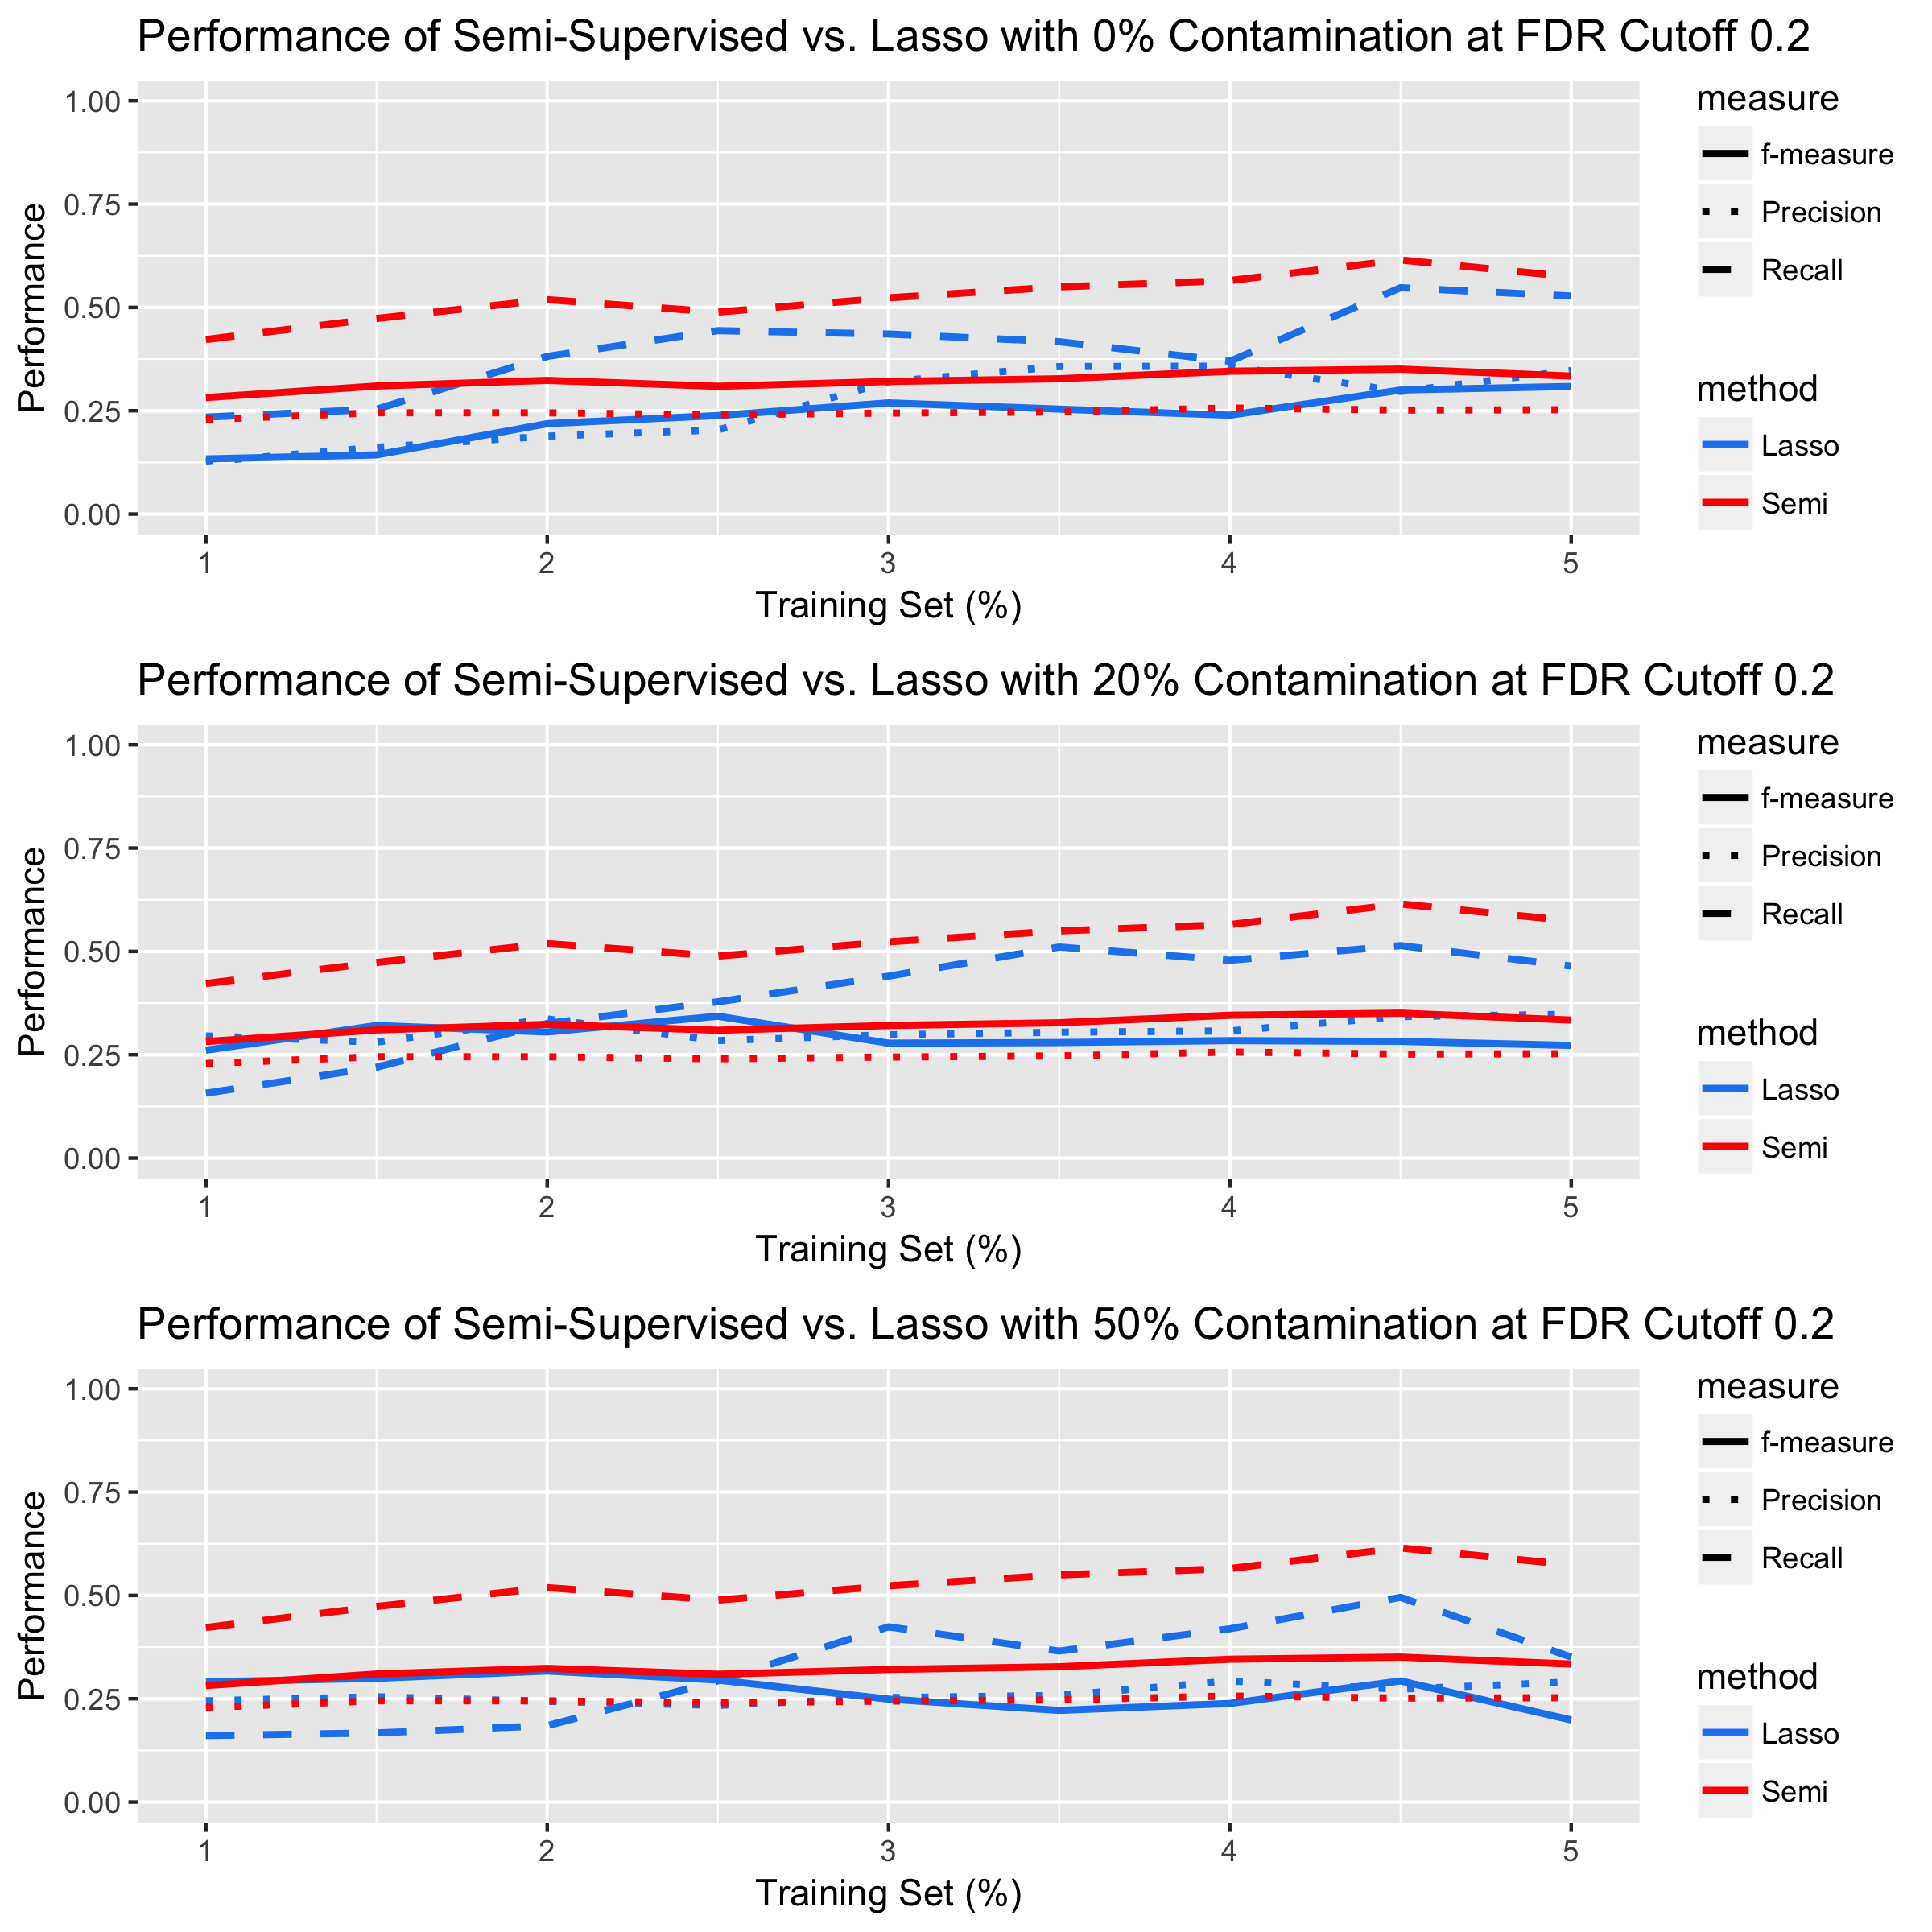 Performance of Semi-Supervised vs. Lasso with 0% Contamination at FDR Cutoff 0.2
Performance
1.00
0.75
0.50
0.25
0.00
1 2 3 4 5
Training Set (%)
measure
f-measure
Precision
Recall
method
Lasso
Semi
Performance of Semi-Supervised vs. Lasso with 20% Contamination at FDR Cutoff 0.2
Performance
1.00
0.75
0.50
0.25
0.00
1 2 3 4 5
Training Set (%)
measure
f-measure
Precision
Recall
method
Lasso
Semi
Performance of Semi-Supervised vs. Lasso with 50% Contamination at FDR Cutoff 0.2
Performance
1.00
0.75
0.50
0.25
0.00
1 2 3 4 5
Training Set (%)
measure
f-measure
Precision
Recall
method
Lasso
Semi